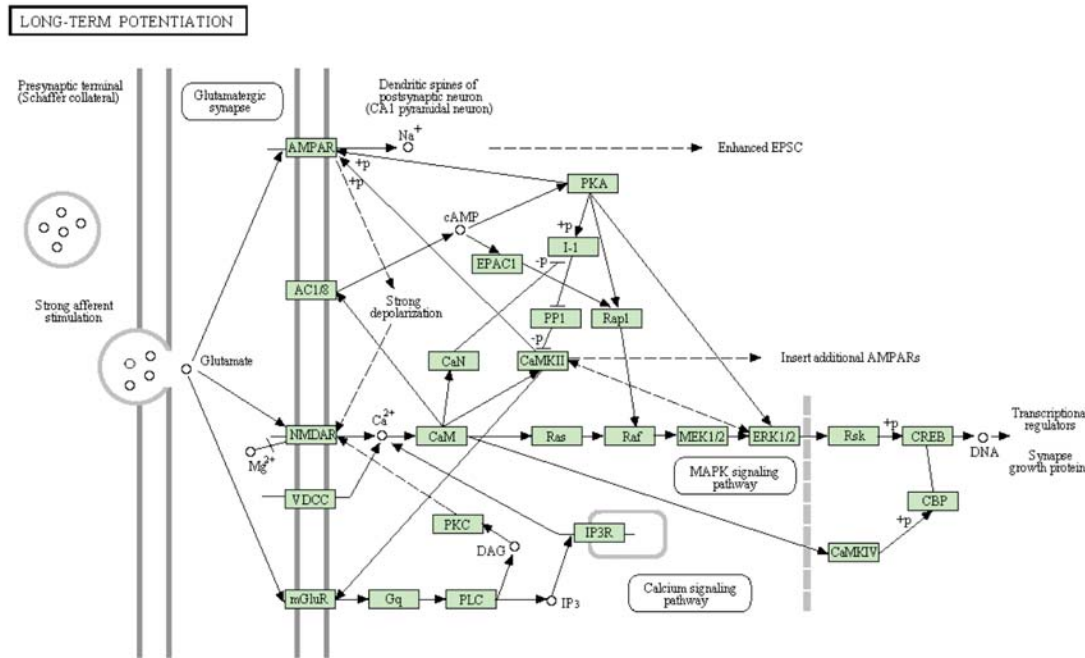 LONG-TERM POTENTIATION
Presynaptic terminal
(Schaffer collateral)
Glutamatergic
synapse
Dendritic spines of
postsynaptic neuron
(CA1 pyramidal neuron)
Na+
AMPAR
Enhanced EPSC
+p
+p
PKA
cAMP
+p
I-1
-p
EPAC1
AC1/8
Strong afferent
stimulation
Strong
depolarization
PP1
Rap1
-p
Glutamate
CaN
CaMKII
Insert additional AMPARs
Ca2+
NMDAR
CaM
Ras
Raf
MEK1/2
ERK1/2
Rsk
+p
CREB
DNA
Transcriptional
regulators
Synapse
growth protein
Mg2+
MAPK signaling
pathway
VDCC
CBP
PKC
IP3R
+p
DAG
CaMKIV
mGluR
Gq
PLC
IP3
Calcium signaling
pathway